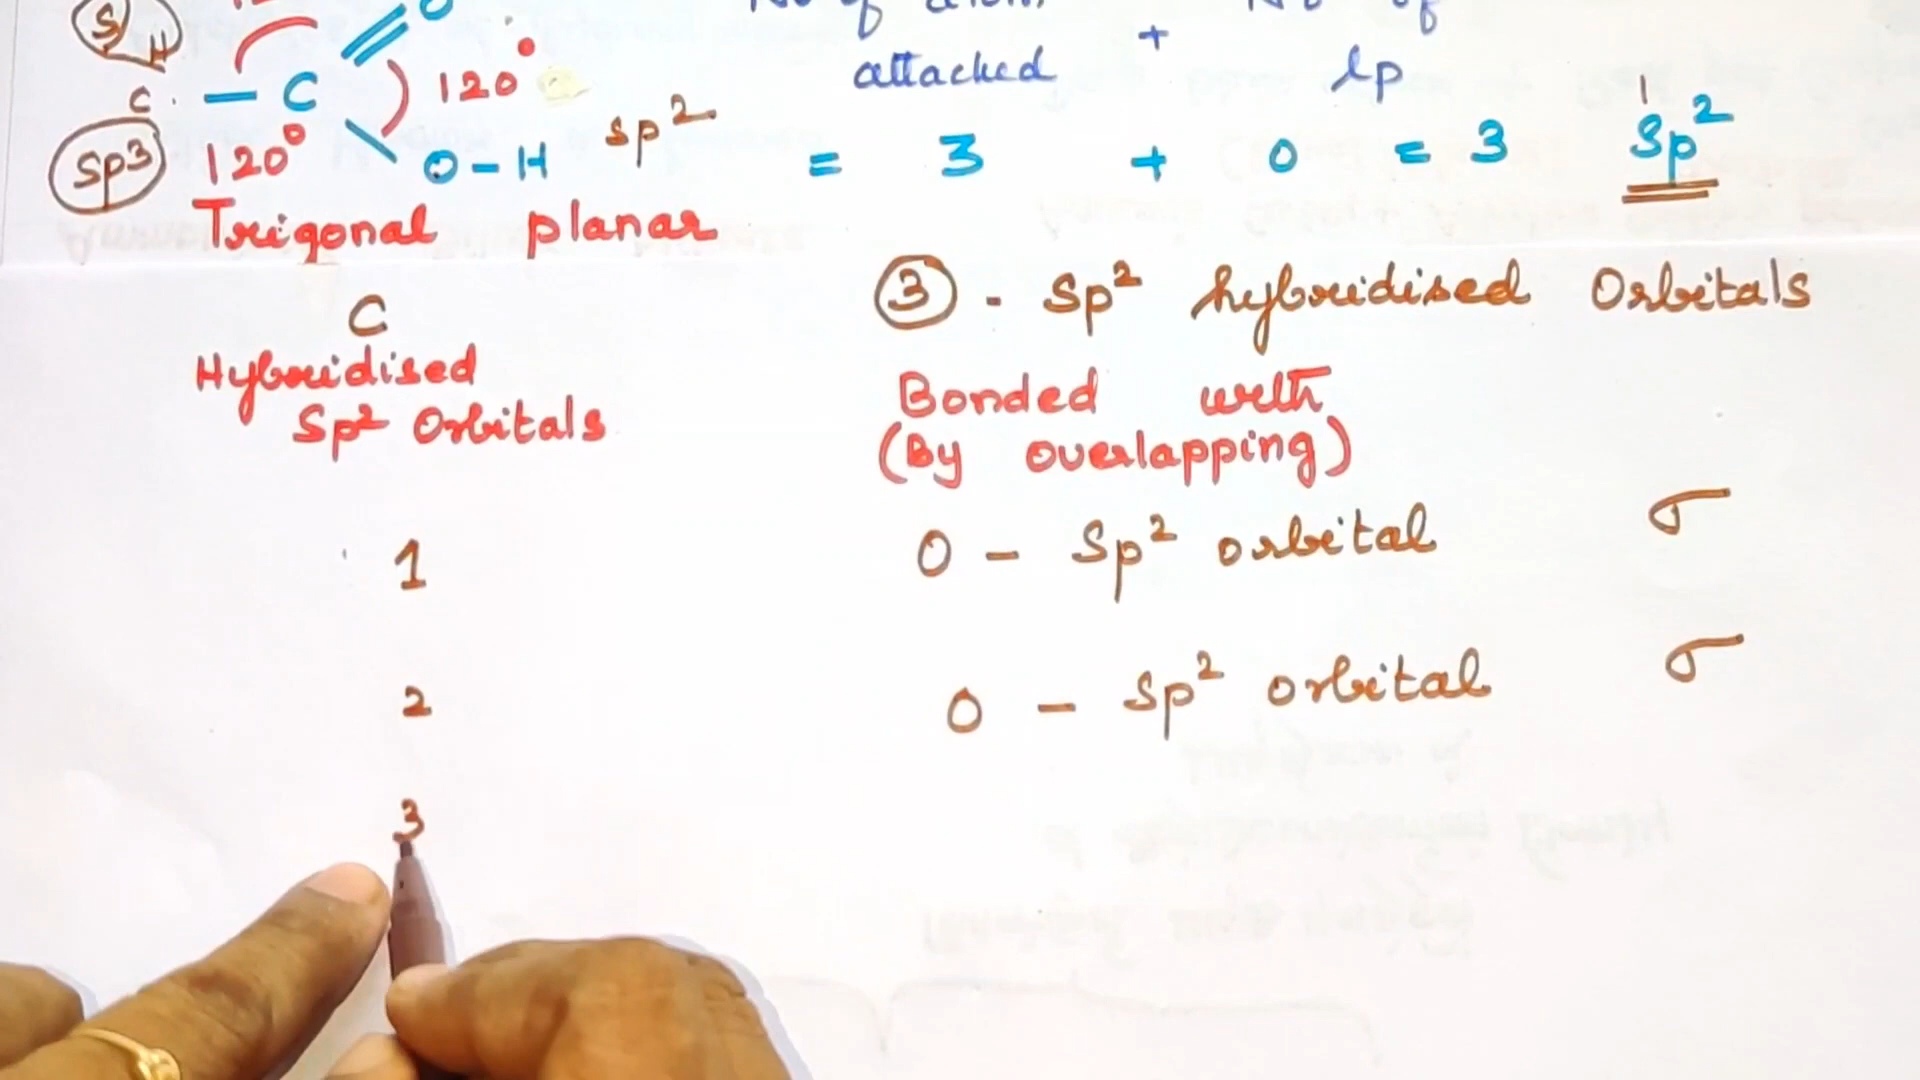 S/H
O
attached + lp
C - C ) 120°
sp²
Sp3 120° O-H = 3 + 0 = 3 Sp²
Trigonal planar
③ - Sp² hybridised Orbitals
C
Hybridised
Sp² Orbitals
Bonded with
(By overlapping)
1 O - Sp² orbital σ
2 O - Sp² orbital σ
3